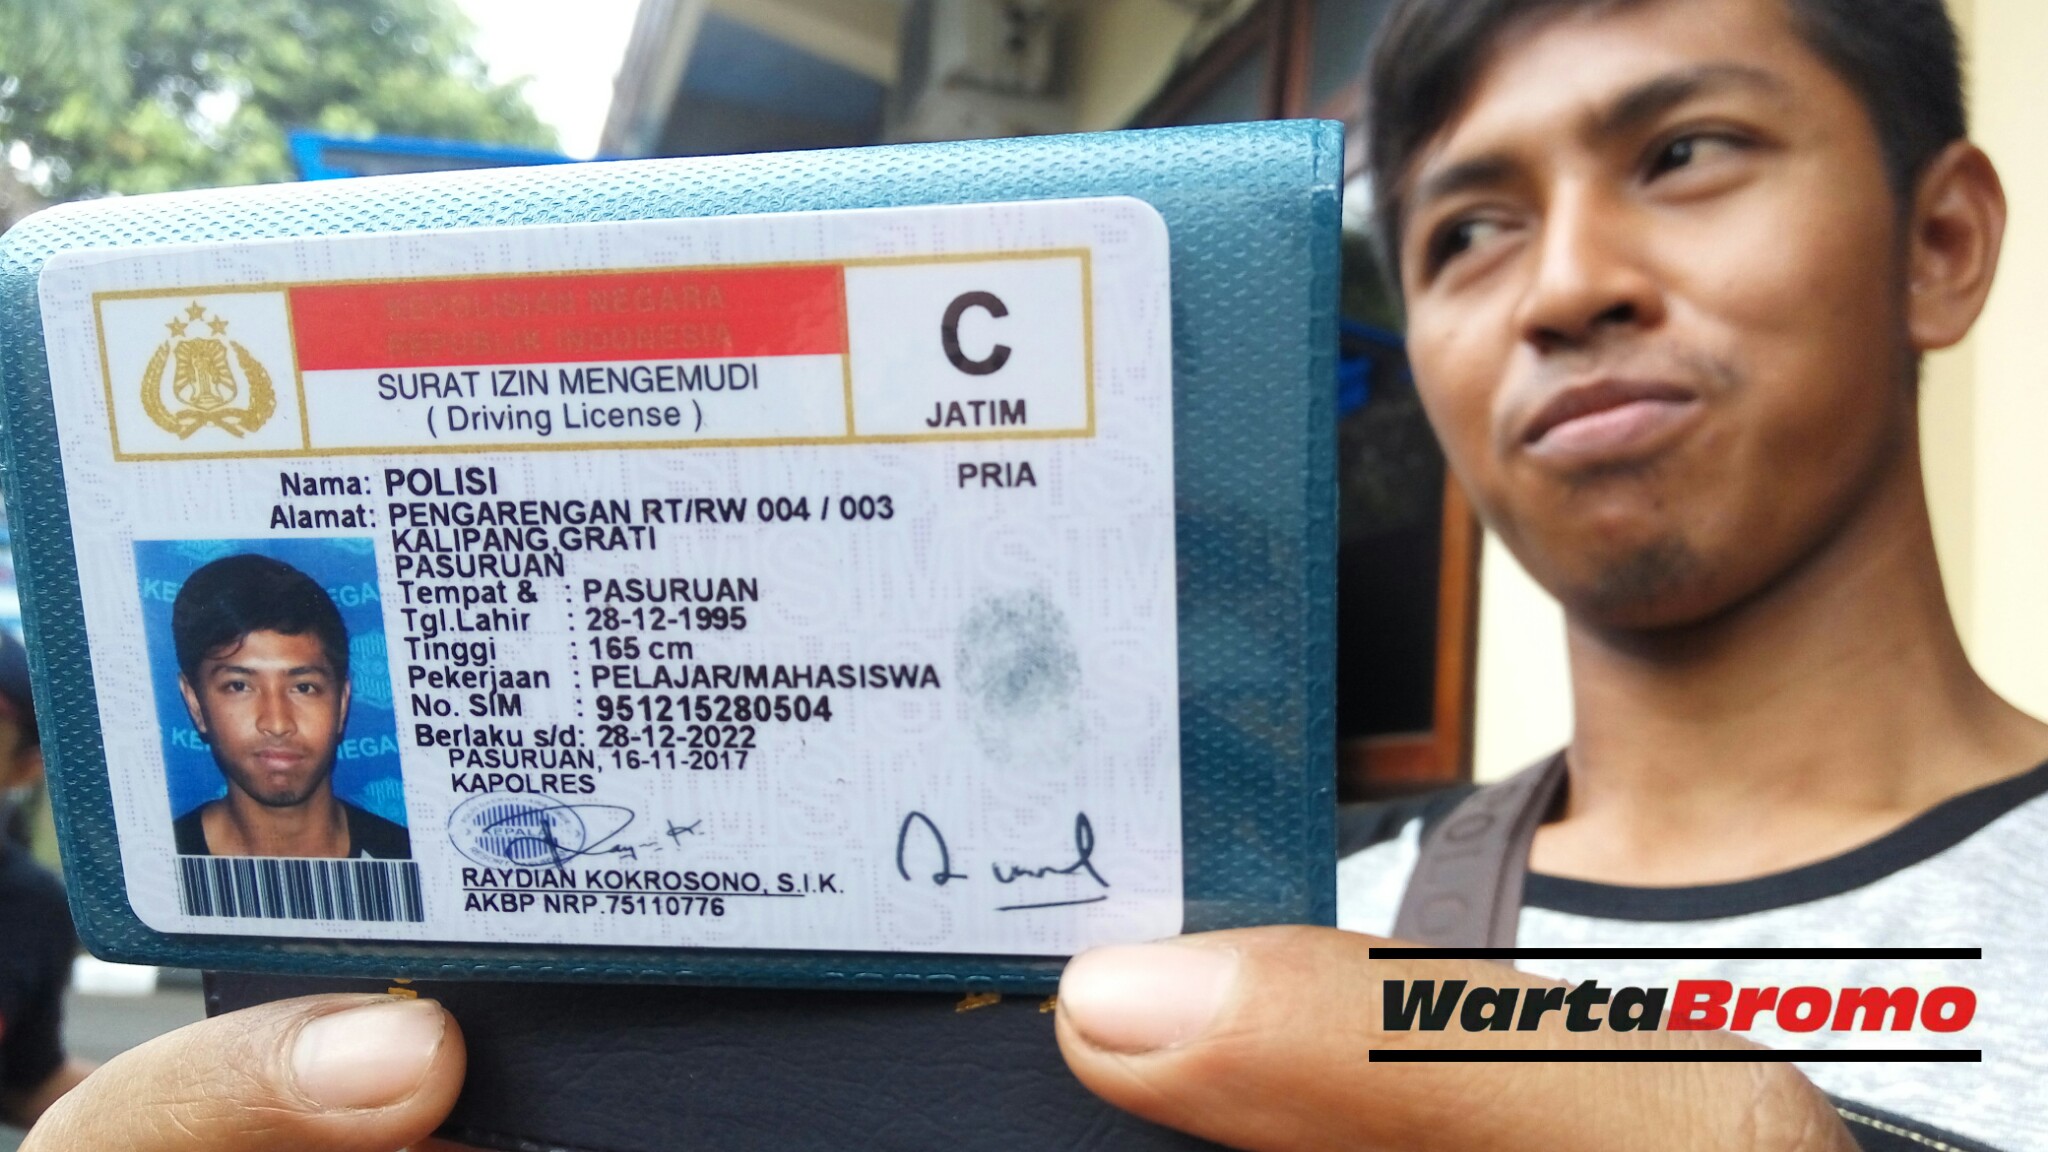 KEPOLISIAN NEGARA
REPUBLIK INDONESIA
SURAT IZIN MENGEMUDI
( Driving License )
C
JATIM
PRIA
Nama: POLISI
Alamat: PENGARENGAN RT/RW 004 / 003
KALIPANG,GRATI
PASURUAN
Tempat & : PASURUAN
Tgl.Lahir : 28-12-1995
Tinggi : 165 cm
Pekerjaan : PELAJAR/MAHASISWA
No. SIM : 951215280504
Berlaku s/d: 28-12-2022
PASURUAN, 16-11-2017
KAPOLRES
RAYDIAN KOKROSONO, S.I.K.
AKBP NRP.75110776
WartaBromo